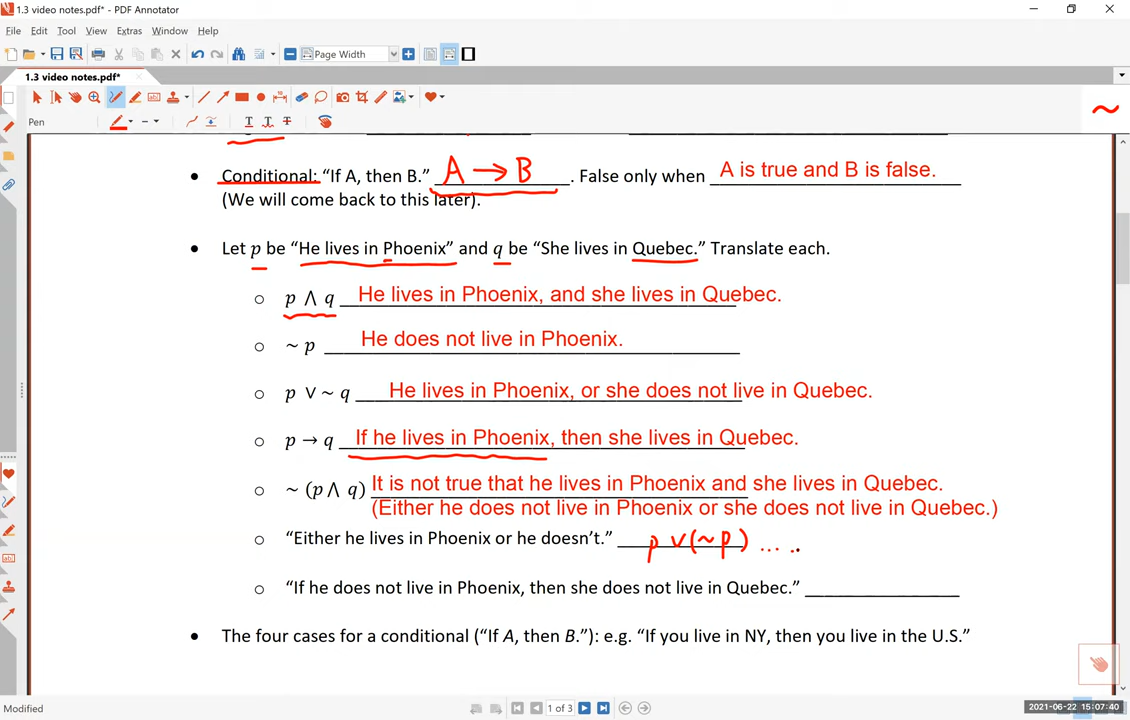 1.3 video notes.pdf* - PDF Annotator
File Edit Tool View Extras Window Help
Page Width
1.3 video notes.pdf*
Pen
~
Conditional: “If A, then B.” A → B. False only when A is true and B is false.
(We will come back to this later).
Let p be “He lives in Phoenix” and q be “She lives in Quebec.” Translate each.
p ∧ q He lives in Phoenix, and she lives in Quebec.
~ p He does not live in Phoenix.
p ∨ ~ q He lives in Phoenix, or she does not live in Quebec.
p → q If he lives in Phoenix, then she lives in Quebec.
~ (p ∧ q) It is not true that he lives in Phoenix and she lives in Quebec.
(Either he does not live in Phoenix or she does not live in Quebec.)
“Either he lives in Phoenix or he doesn’t.” p ∨ (~p) ... ..
“If he does not live in Phoenix, then she does not live in Quebec.”
The four cases for a conditional (“If A, then B.”): e.g. “If you live in NY, then you live in the U.S.”
Modified
1 of 3
2021-06-22 15:07:40